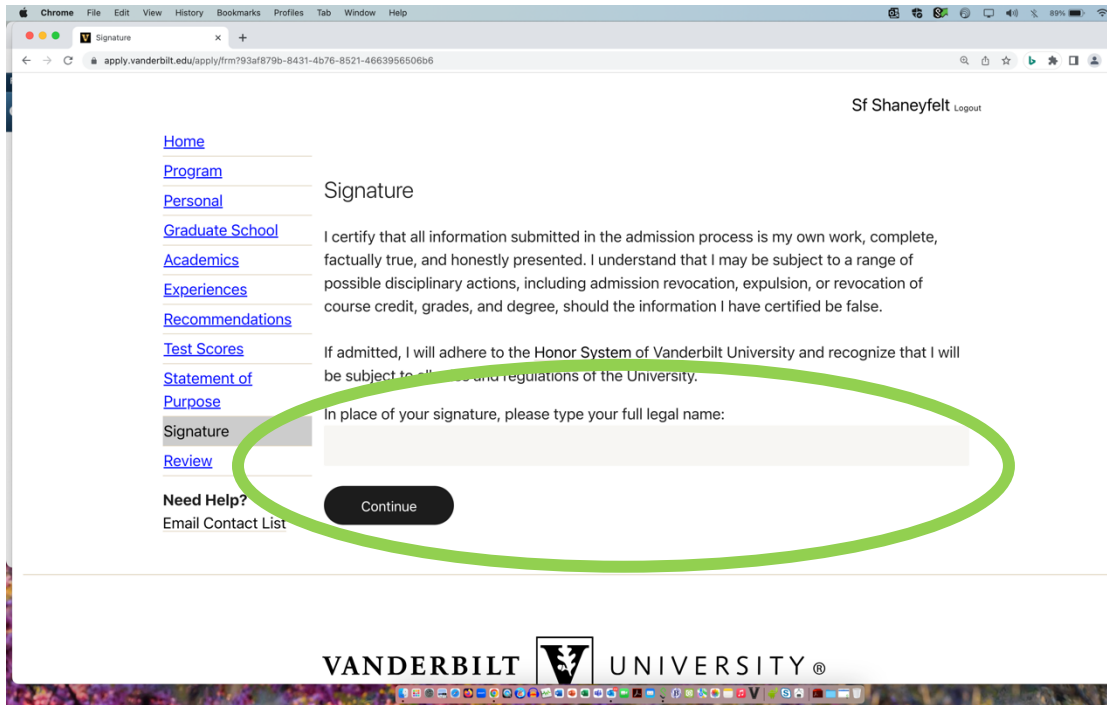 Chrome File Edit View History Bookmarks Profiles Tab Window Help 89%
Signature
apply.vanderbilt.edu/apply/frm?93af879b-8431-4b76-8521-4663956506b6
Sf Shaneyfelt Logout
Home
Program
Personal
Graduate School
Academics
Experiences
Recommendations
Test Scores
Statement of
Purpose
Signature
Review
Need Help?
Email Contact List
Signature
I certify that all information submitted in the admission process is my own work, complete,
factually true, and honestly presented. I understand that I may be subject to a range of
possible disciplinary actions, including admission revocation, expulsion, or revocation of
course credit, grades, and degree, should the information I have certified be false.
If admitted, I will adhere to the Honor System of Vanderbilt University and recognize that I will
be subject to and regulations of the University.
In place of your signature, please type your full legal name:
Continue
VANDERBILT V UNIVERSITY ®